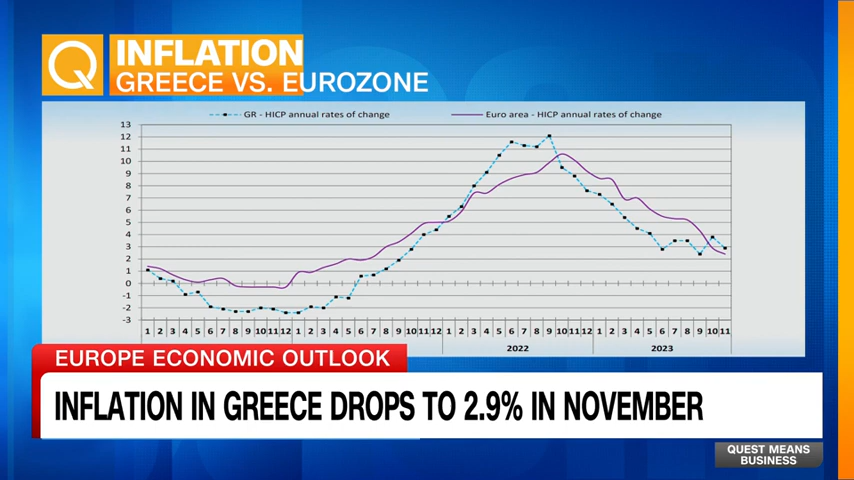 Q
INFLATION
GREECE VS. EUROZONE
GR - HICP annual rates of change
Euro area - HICP annual rates of change
13
12
11
10
9
8
7
6
5
4
3
2
1
0
-1
-2
-3
1 2 3 4 5 6 7 8 9 10 11 12 1 2 3 4 5 6 7 8 9 10 11 12 1 2 3 4 5 6 7 8 9 10 11 12 1 2 3 4 5 6 7 8 9 10 11
2022 2023
EUROPE ECONOMIC OUTLOOK
INFLATION IN GREECE DROPS TO 2.9% IN NOVEMBER
QUEST MEANS
BUSINESS